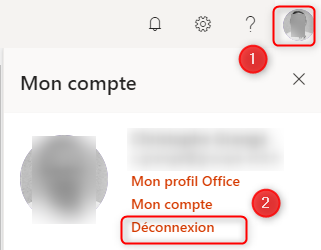 ?
1
Mon compte
Mon profil Office
2
Mon compte
Déconnexion